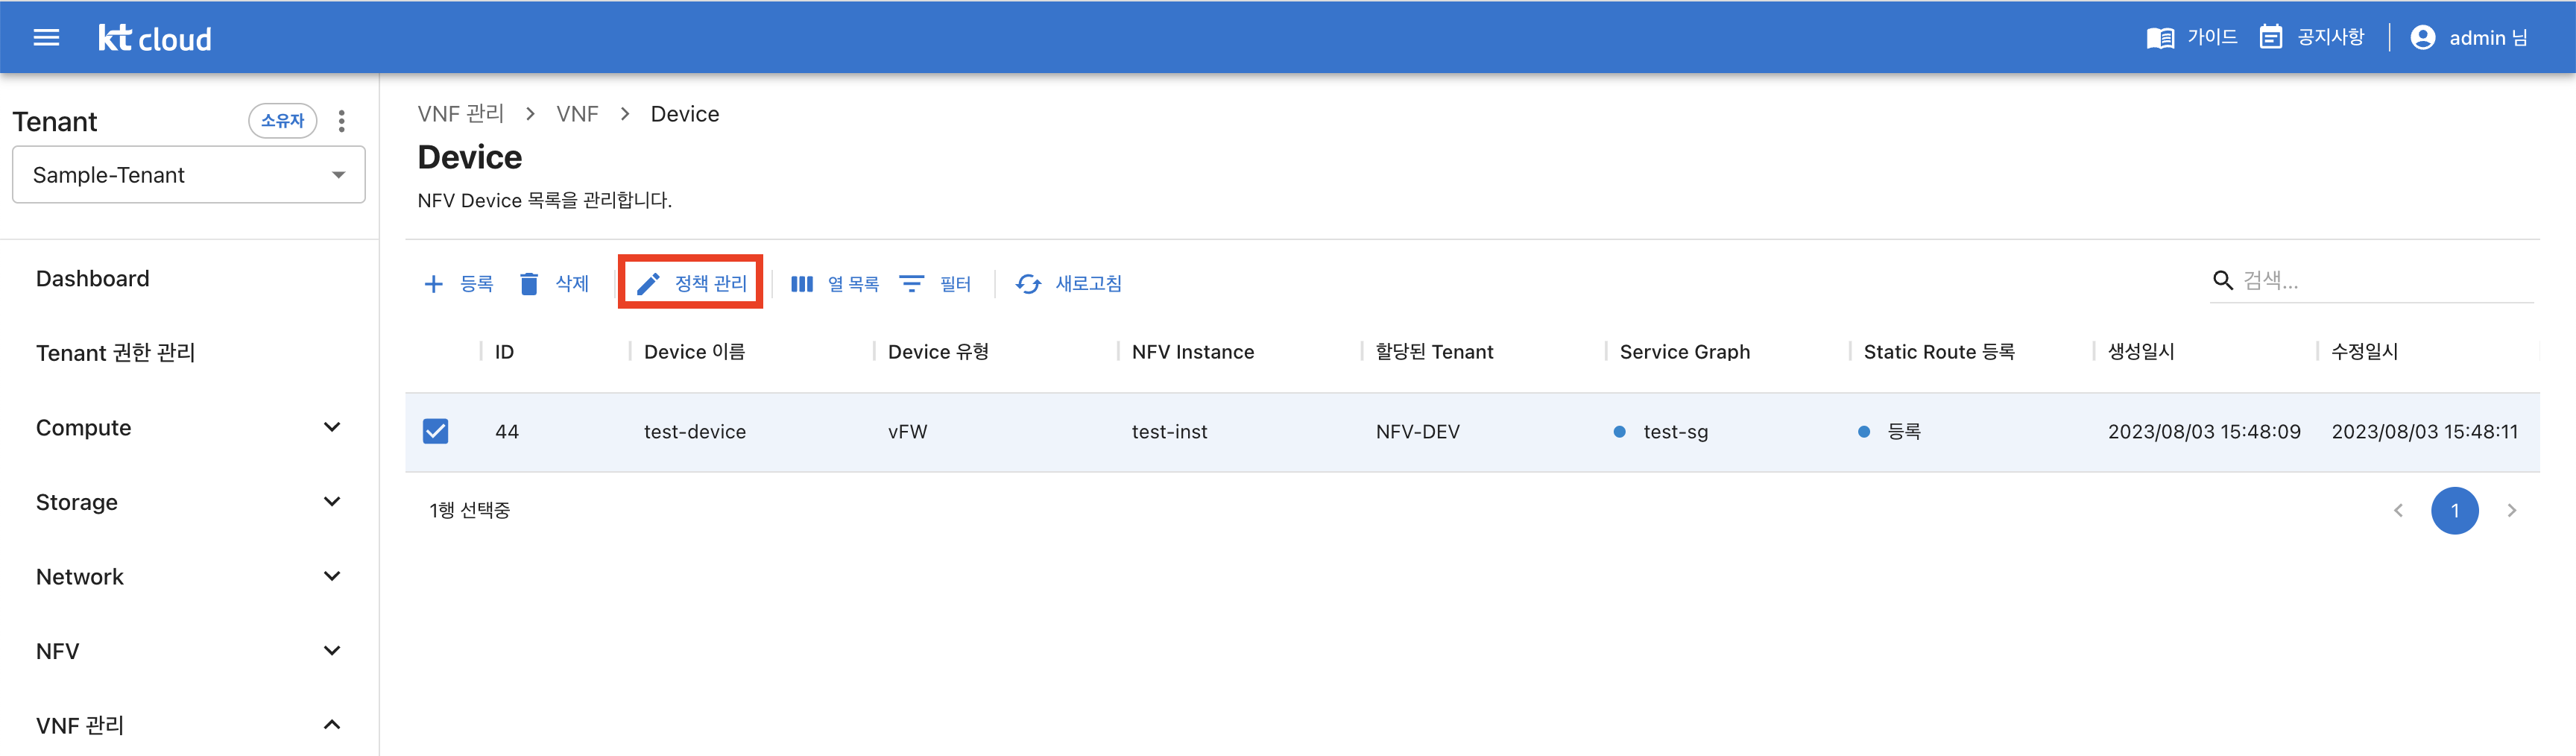 kt cloud
가이드 공지사항 admin 님
Tenant 소유자
Sample-Tenant
Dashboard
Tenant 권한 관리
Compute
Storage
Network
NFV
VNF 관리
VNF 관리 > VNF > Device
Device
NFV Device 목록을 관리합니다.
등록 삭제 정책 관리 열 목록 필터 새로고침 검색...
ID Device 이름 Device 유형 NFV Instance 할당된 Tenant Service Graph Static Route 등록 생성일시 수정일시
44 test-device vFW test-inst NFV-DEV test-sg 등록 2023/08/03 15:48:09 2023/08/03 15:48:11
1행 선택중 1